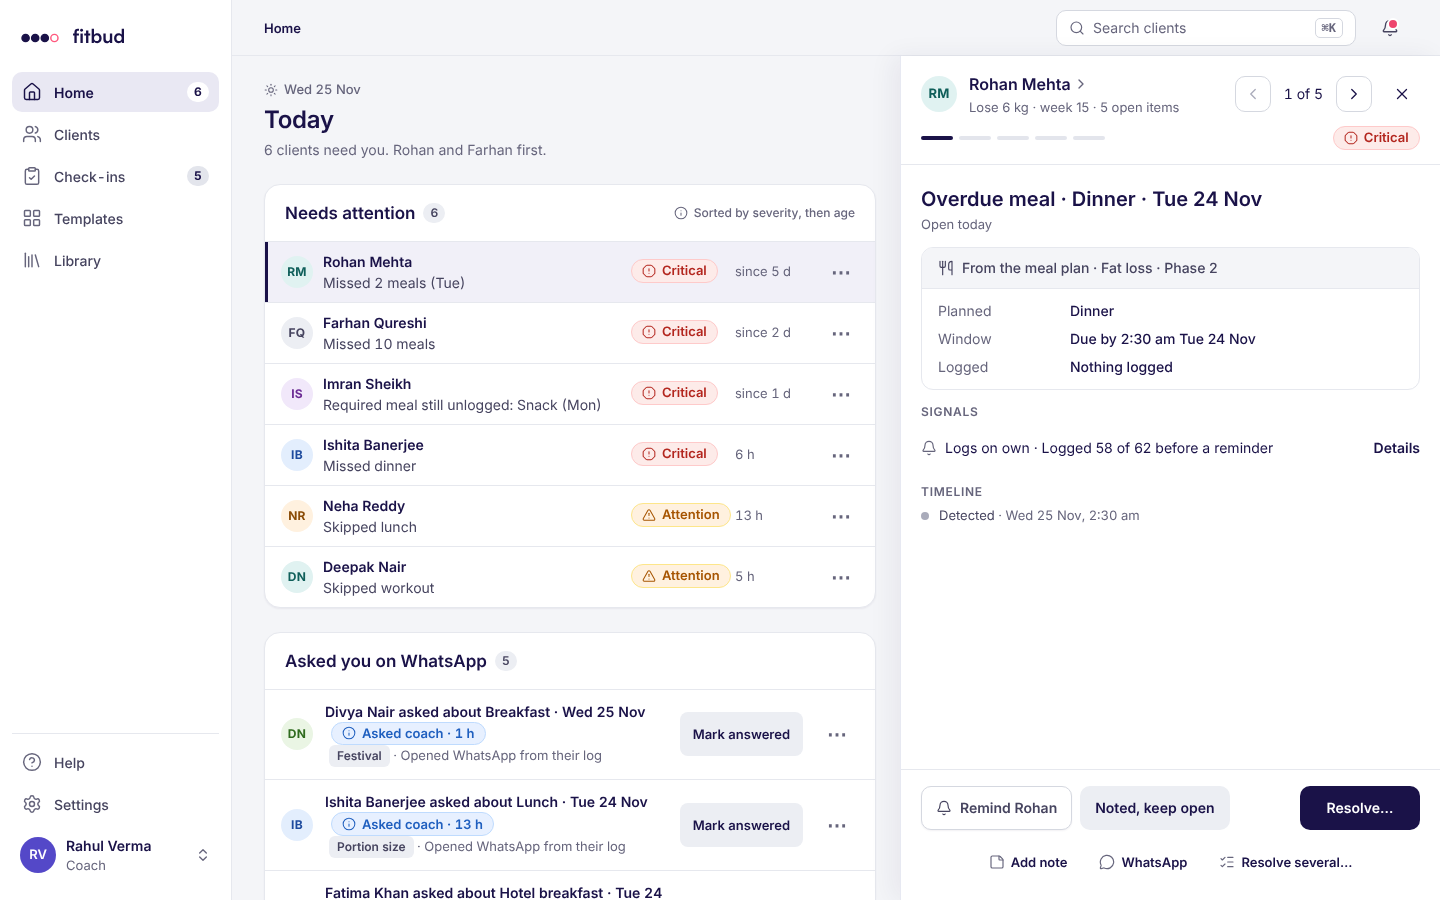 fitbud
Home 6
Clients
Check-ins 5
Templates
Library
Help
Settings
RV
Rahul Verma
Coach
Home
Search clients
⌘K
Wed 25 Nov
Today
6 clients need you. Rohan and Farhan first.
Needs attention 6
Sorted by severity, then age
RM
Rohan Mehta
Missed 2 meals (Tue)
Critical
since 5 d
FQ
Farhan Qureshi
Missed 10 meals
Critical
since 2 d
IS
Imran Sheikh
Required meal still unlogged: Snack (Mon)
Critical
since 1 d
IB
Ishita Banerjee
Missed dinner
Critical
6 h
NR
Neha Reddy
Skipped lunch
Attention
13 h
DN
Deepak Nair
Skipped workout
Attention
5 h
Asked you on WhatsApp 5
DN
Divya Nair asked about Breakfast · Wed 25 Nov
Asked coach · 1 h
Festival · Opened WhatsApp from their log
Mark answered
IB
Ishita Banerjee asked about Lunch · Tue 24 Nov
Asked coach · 13 h
Portion size · Opened WhatsApp from their log
Mark answered
Fatima Khan asked about Hotel breakfast · Tue 24
RM
Rohan Mehta
Lose 6 kg · week 15 · 5 open items
1 of 5
Critical
Overdue meal · Dinner · Tue 24 Nov
Open today
From the meal plan · Fat loss · Phase 2
Planned Dinner
Window Due by 2:30 am Tue 24 Nov
Logged Nothing logged
SIGNALS
Logs on own · Logged 58 of 62 before a reminder
Details
TIMELINE
Detected · Wed 25 Nov, 2:30 am
Remind Rohan
Noted, keep open
Resolve...
Add note
WhatsApp
Resolve several...